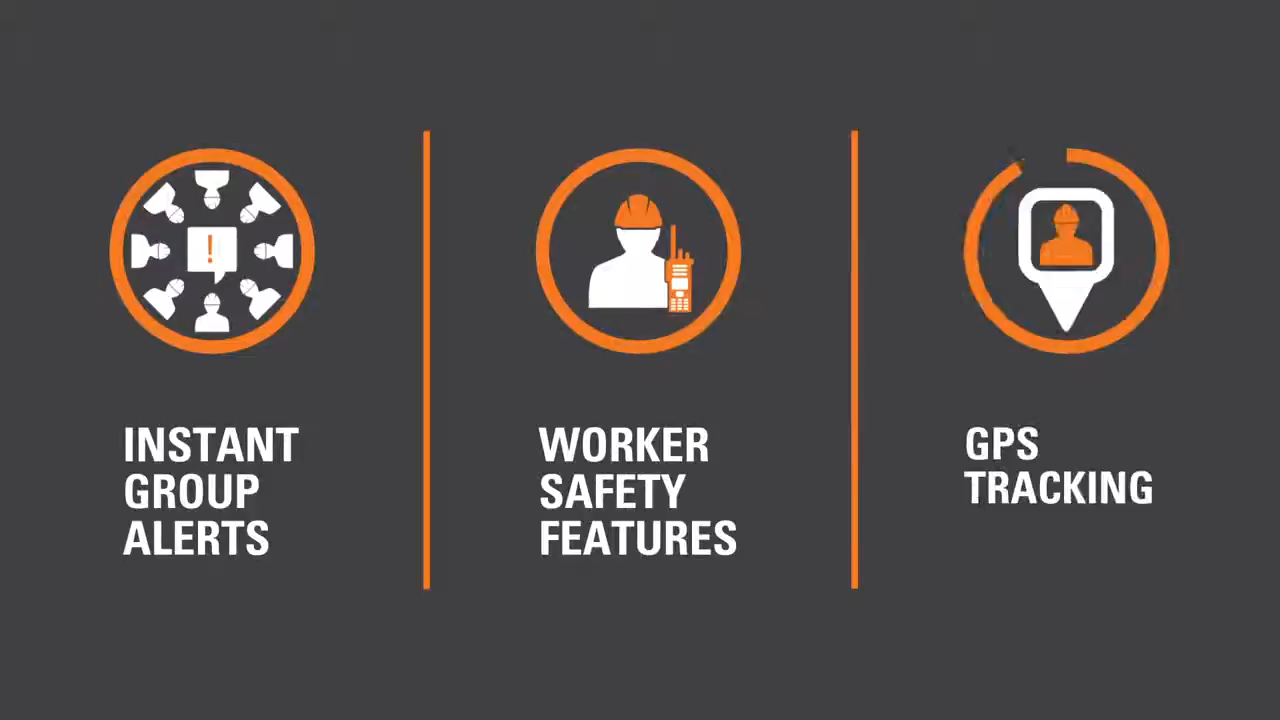 !
INSTANT
GROUP
ALERTS
WORKER
SAFETY
FEATURES
GPS
TRACKING